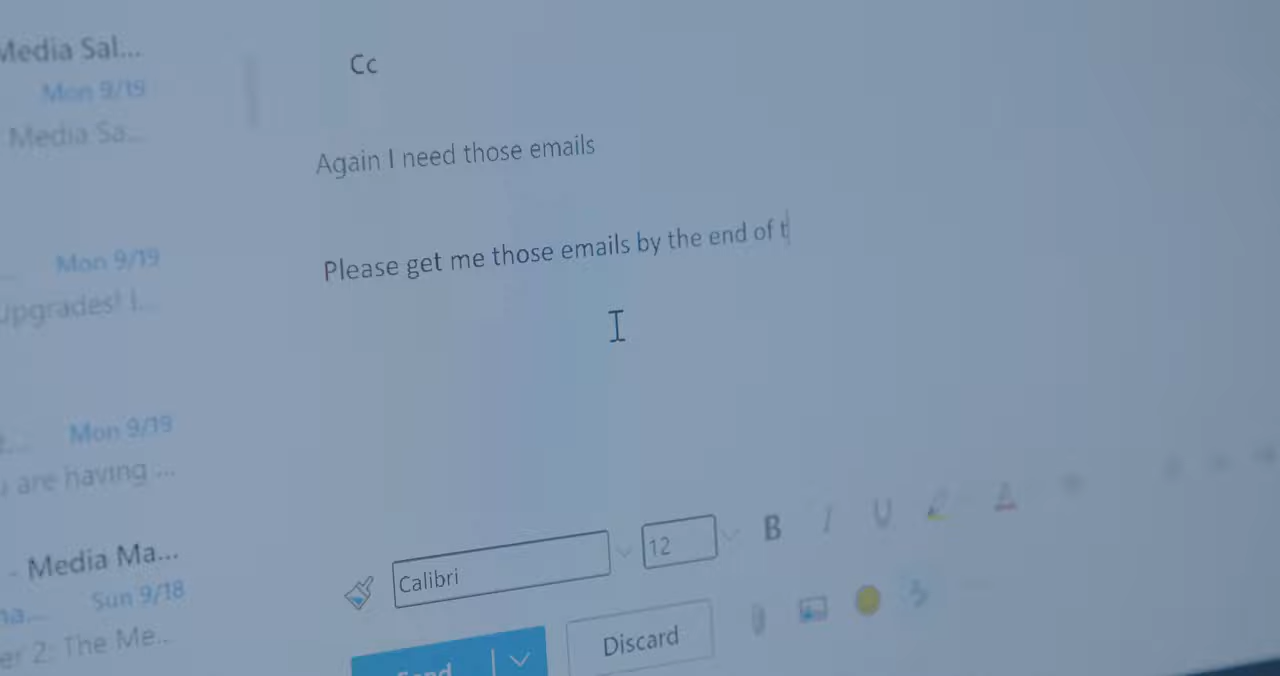 Media Sal...
Mon 9/19
Media Sa...
Mon 9/19
upgrades! I...
Mon 9/19
are having ...
- Media Ma...
Sun 9/18
er 2: The Me...
Cc
Again I need those emails
Please get me those emails by the end of t
Calibri
12
B
I
U
A
Send
Discard